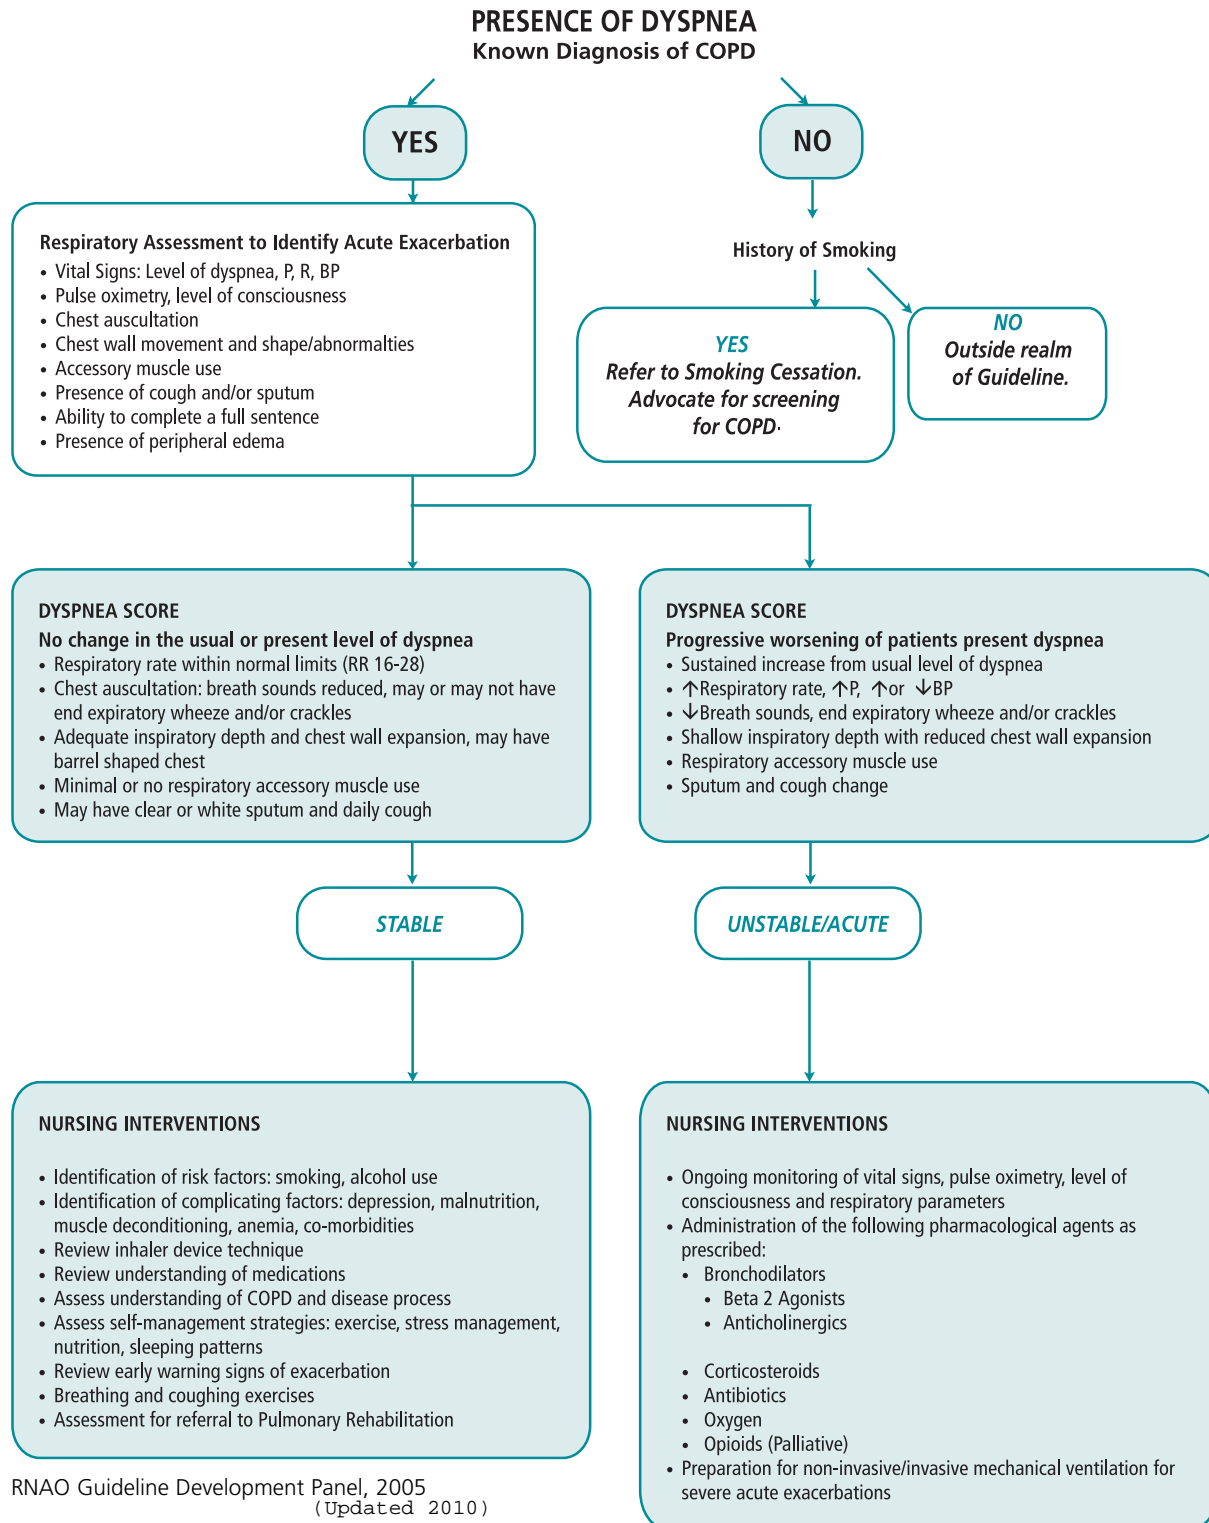 PRESENCE OF DYSPNEA
Known Diagnosis of COPD
YES
NO
Respiratory Assessment to Identify Acute Exacerbation
• Vital Signs: Level of dyspnea, P, R, BP
• Pulse oximetry, level of consciousness
• Chest auscultation
• Chest wall movement and shape/abnormalties
• Accessory muscle use
• Presence of cough and/or sputum
• Ability to complete a full sentence
• Presence of peripheral edema
History of Smoking
YES
Refer to Smoking Cessation.
Advocate for screening
for COPD.
NO
Outside realm
of Guideline.
DYSPNEA SCORE
No change in the usual or present level of dyspnea
• Respiratory rate within normal limits (RR 16-28)
• Chest auscultation: breath sounds reduced, may or may not have
end expiratory wheeze and/or crackles
• Adequate inspiratory depth and chest wall expansion, may have
barrel shaped chest
• Minimal or no respiratory accessory muscle use
• May have clear or white sputum and daily cough
DYSPNEA SCORE
Progressive worsening of patients present dyspnea
• Sustained increase from usual level of dyspnea
• ↑Respiratory rate, ↑P, ↑or ↓BP
• ↓Breath sounds, end expiratory wheeze and/or crackles
• Shallow inspiratory depth with reduced chest wall expansion
• Respiratory accessory muscle use
• Sputum and cough change
STABLE
UNSTABLE/ACUTE
NURSING INTERVENTIONS
• Identification of risk factors: smoking, alcohol use
• Identification of complicating factors: depression, malnutrition,
muscle deconditioning, anemia, co-morbidities
• Review inhaler device technique
• Review understanding of medications
• Assess understanding of COPD and disease process
• Assess self-management strategies: exercise, stress management,
nutrition, sleeping patterns
• Review early warning signs of exacerbation
• Breathing and coughing exercises
• Assessment for referral to Pulmonary Rehabilitation
NURSING INTERVENTIONS
• Ongoing monitoring of vital signs, pulse oximetry, level of
consciousness and respiratory parameters
• Administration of the following pharmacological agents as
prescribed:
• Bronchodilators
• Beta 2 Agonists
• Anticholinergics
• Corticosteroids
• Antibiotics
• Oxygen
• Opioids (Palliative)
• Preparation for non-invasive/invasive mechanical ventilation for
severe acute exacerbations
RNAO Guideline Development Panel, 2005
(Updated 2010)